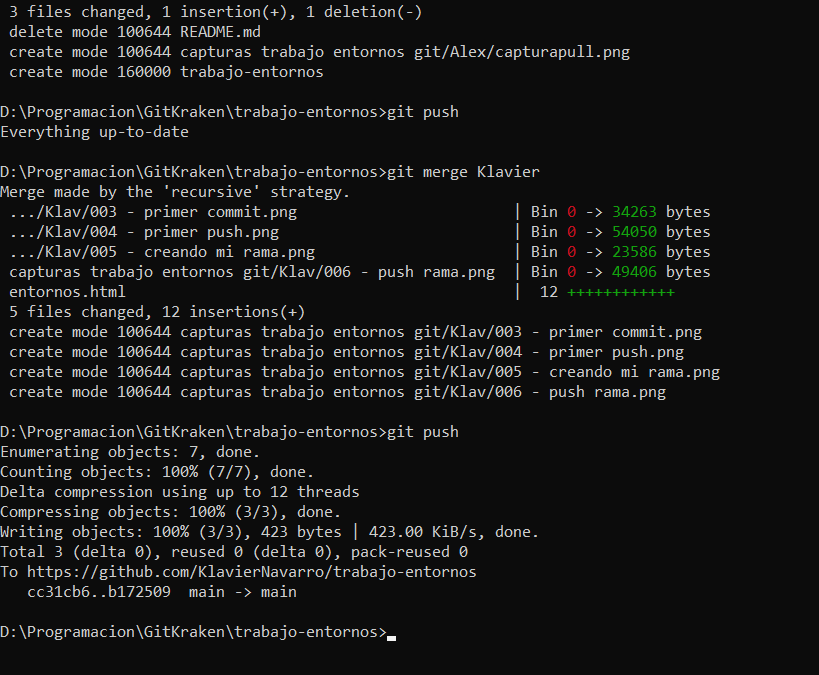 3 files changed, 1 insertion(+), 1 deletion(-)
delete mode 100644 README.md
create mode 100644 capturas trabajo entornos git/Alex/capturapull.png
create mode 160000 trabajo-entornos
D:\Programacion\GitKraken\trabajo-entornos>git push
Everything up-to-date
D:\Programacion\GitKraken\trabajo-entornos>git merge Klavier
Merge made by the 'recursive' strategy.
.../Klav/003 - primer commit.png | Bin 0 -> 34263 bytes
.../Klav/004 - primer push.png | Bin 0 -> 54050 bytes
.../Klav/005 - creando mi rama.png | Bin 0 -> 23586 bytes
capturas trabajo entornos git/Klav/006 - push rama.png | Bin 0 -> 49406 bytes
entornos.html | 12 ++++++++++++
5 files changed, 12 insertions(+)
create mode 100644 capturas trabajo entornos git/Klav/003 - primer commit.png
create mode 100644 capturas trabajo entornos git/Klav/004 - primer push.png
create mode 100644 capturas trabajo entornos git/Klav/005 - creando mi rama.png
create mode 100644 capturas trabajo entornos git/Klav/006 - push rama.png
D:\Programacion\GitKraken\trabajo-entornos>git push
Enumerating objects: 7, done.
Counting objects: 100% (7/7), done.
Delta compression using up to 12 threads
Compressing objects: 100% (3/3), done.
Writing objects: 100% (3/3), 423 bytes | 423.00 KiB/s, done.
Total 3 (delta 0), reused 0 (delta 0), pack-reused 0
To https://github.com/KlavierNavarro/trabajo-entornos
cc31cb6..b172509  main -> main
D:\Programacion\GitKraken\trabajo-entornos>